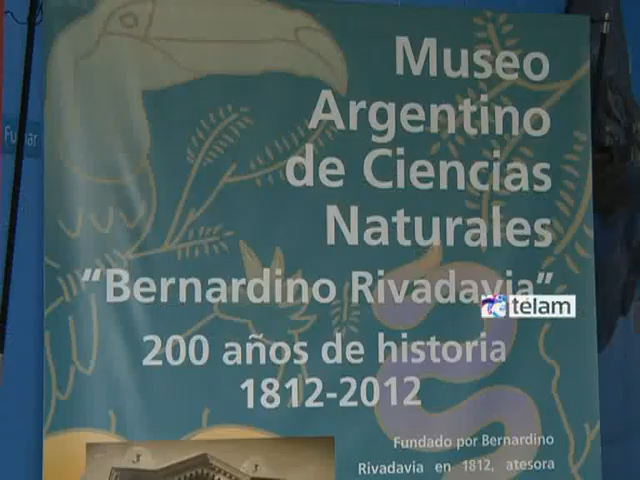 Museo
Argentino
de Ciencias
Naturales
"Bernardino Rivadavia"
télam
200 años de historia
1812-2012
Fundado por Bernardino
Rivadavia en 1812, atesora